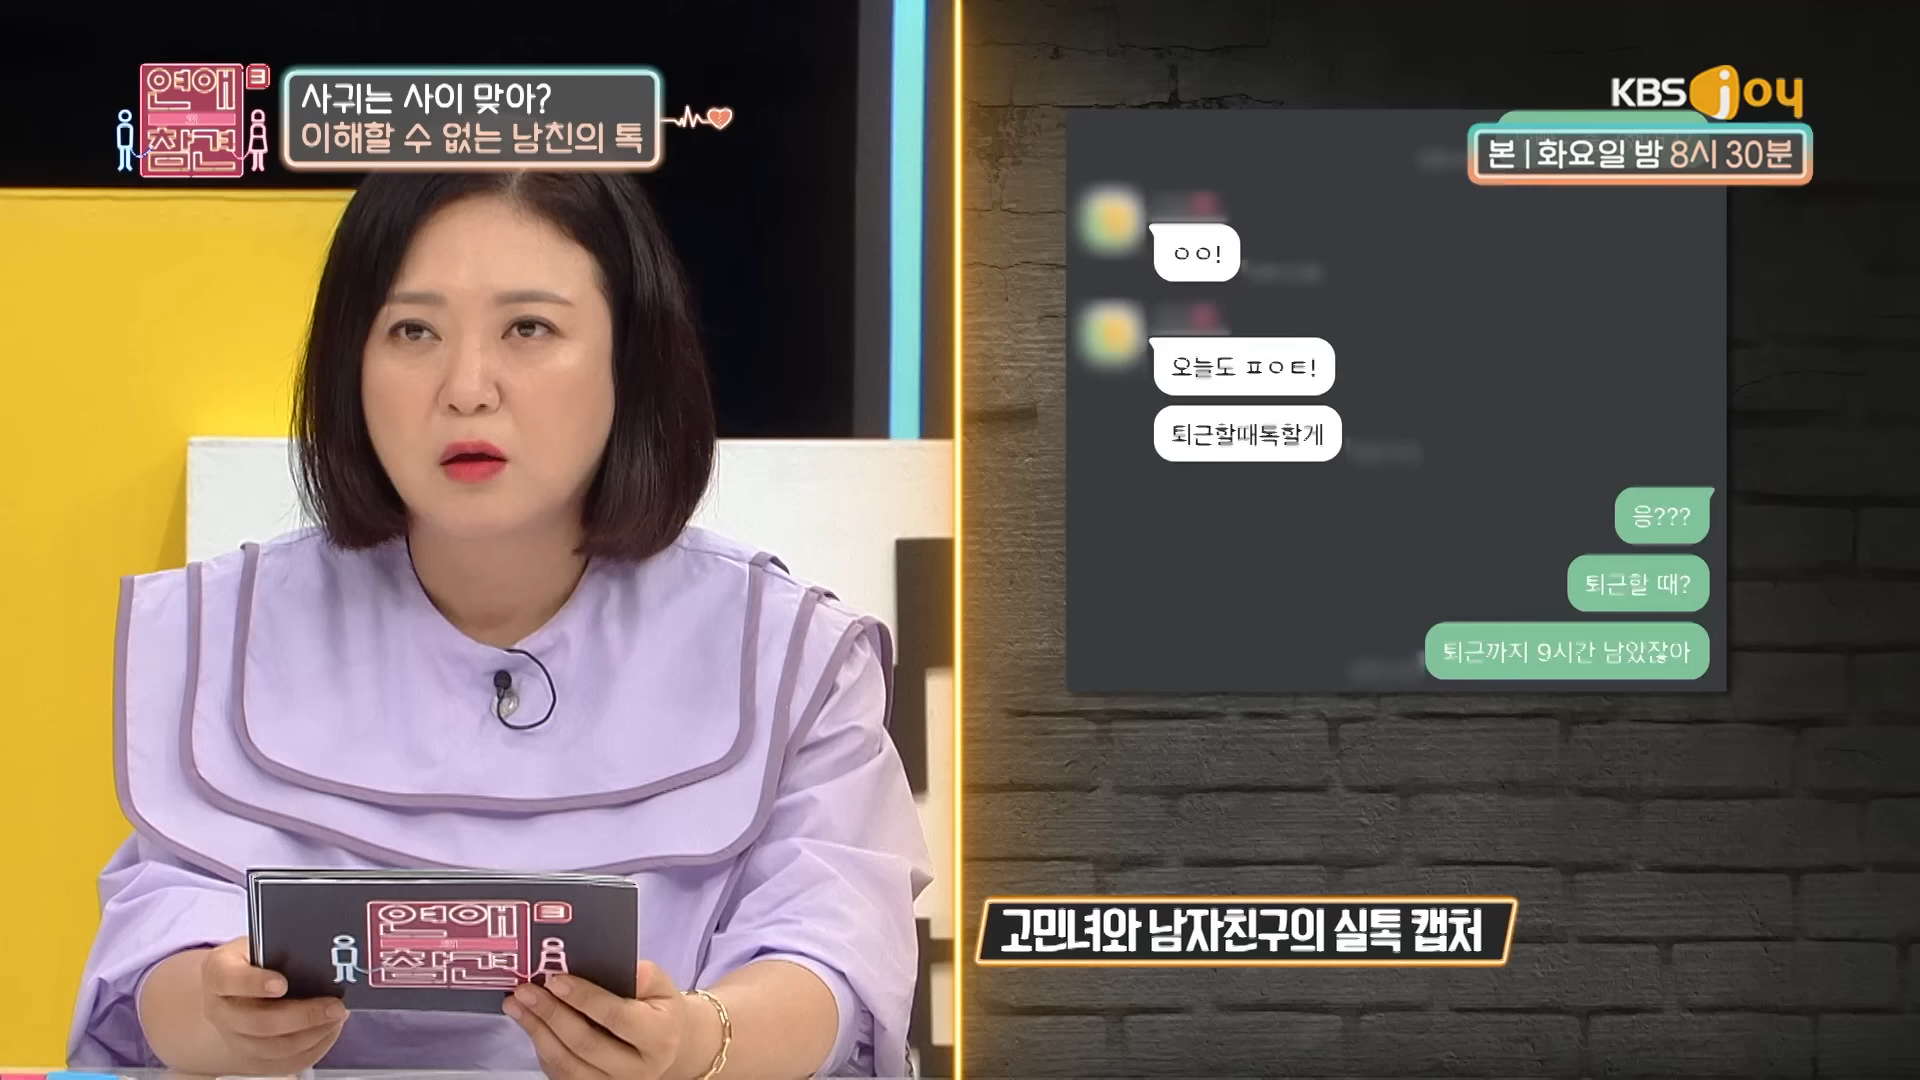 연애의 참견 3
사귀는 사이 맞아?
이해할 수 없는 남친의 톡
KBS joy
본 | 화요일 밤 8시 30분
ㅇㅇ!
오늘도 ㅍㅇㅌ!
퇴근할때톡할게
응???
퇴근할 때?
퇴근까지 9시간 남았잖아
고민녀와 남자친구의 실톡 캡처
연애의 참견 3